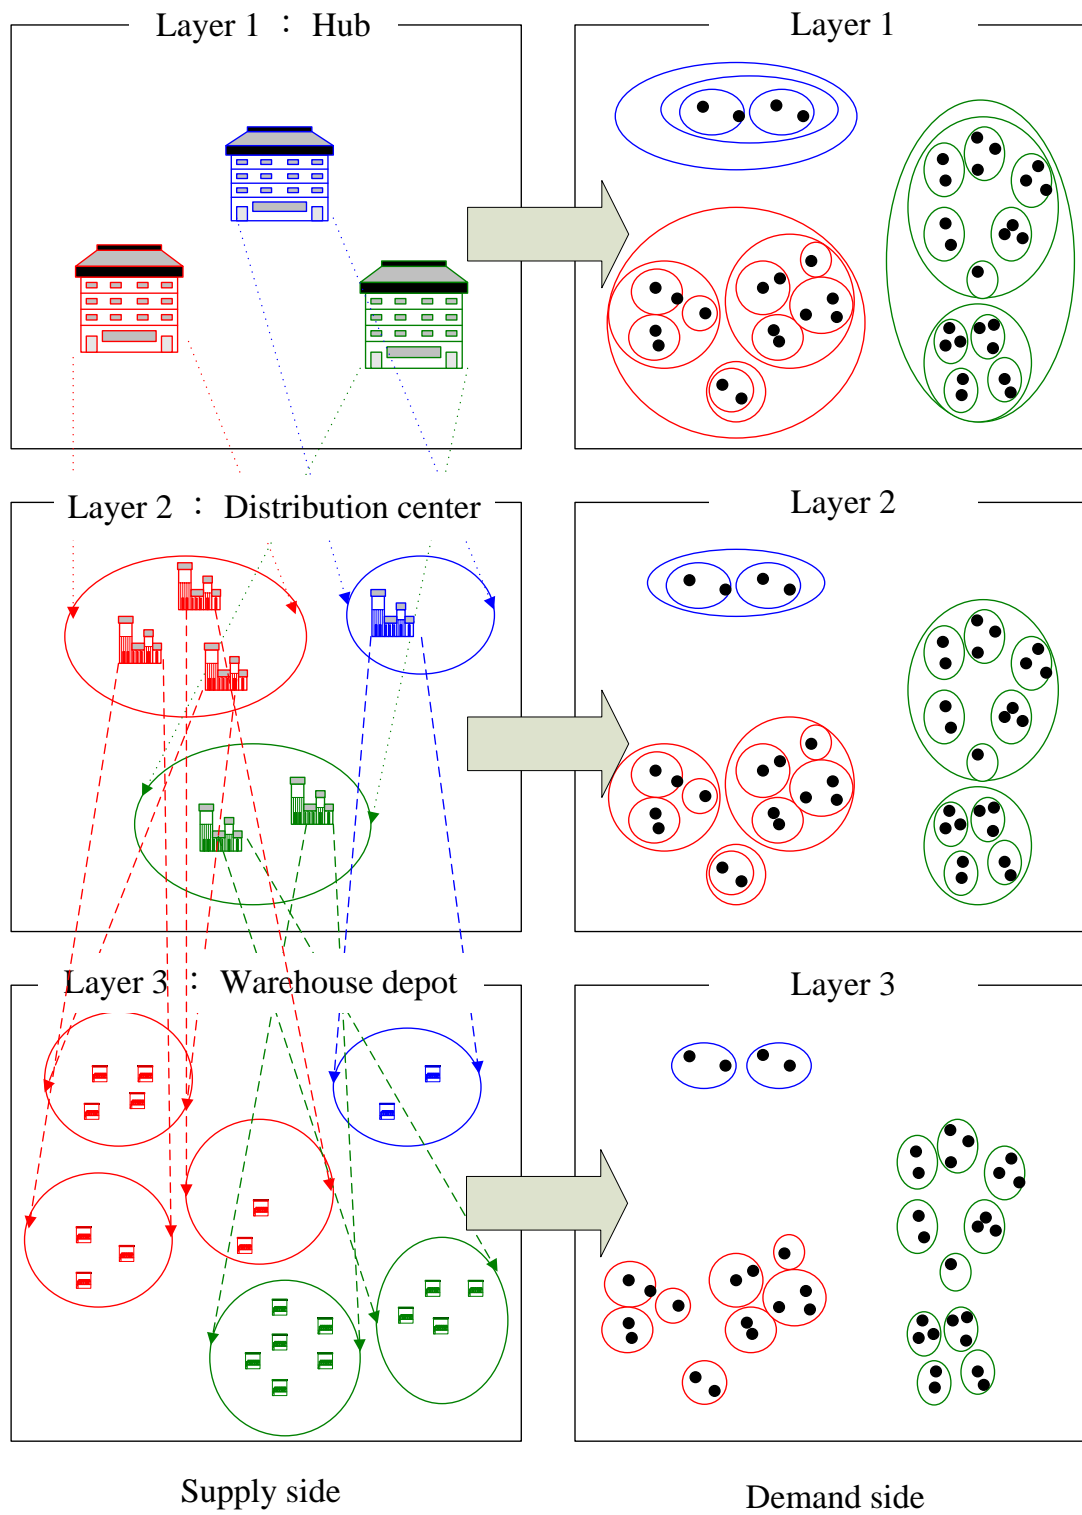 Layer 1 : Hub
Layer 1
Layer 2 : Distribution center
Layer 2
Layer 3 : Warehouse depot
Layer 3
Supply side
Demand side